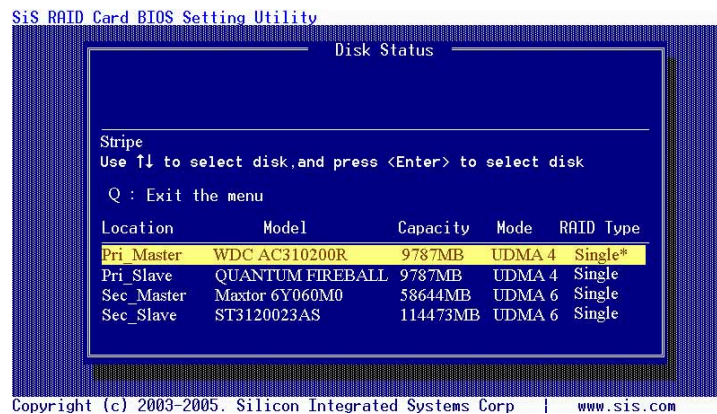 SiS RAID Card BIOS Setting Utility
Disk Status
Stripe
Use ↑↓ to select disk,and press <Enter> to select disk
Q : Exit the menu
Location Model Capacity Mode RAID Type
Pri_Master WDC AC310200R 9787MB UDMA 4 Single*
Pri_Slave QUANTUM FIREBALL 9787MB UDMA 4 Single
Sec_Master Maxtor 6Y060M0 58644MB UDMA 6 Single
Sec_Slave ST3120023AS 114473MB UDMA 6 Single
Copyright (c) 2003-2005. Silicon Integrated Systems Corp | www.sis.com